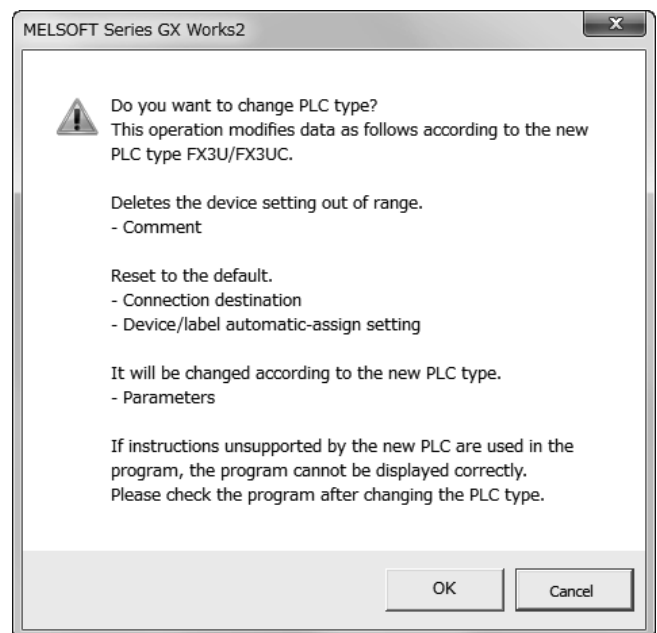 MELSOFT Series GX Works2
x
Do you want to change PLC type?
This operation modifies data as follows according to the new
PLC type FX3U/FX3UC.
Deletes the device setting out of range.
- Comment
Reset to the default.
- Connection destination
- Device/label automatic-assign setting
It will be changed according to the new PLC type.
- Parameters
If instructions unsupported by the new PLC are used in the
program, the program cannot be displayed correctly.
Please check the program after changing the PLC type.
OK
Cancel